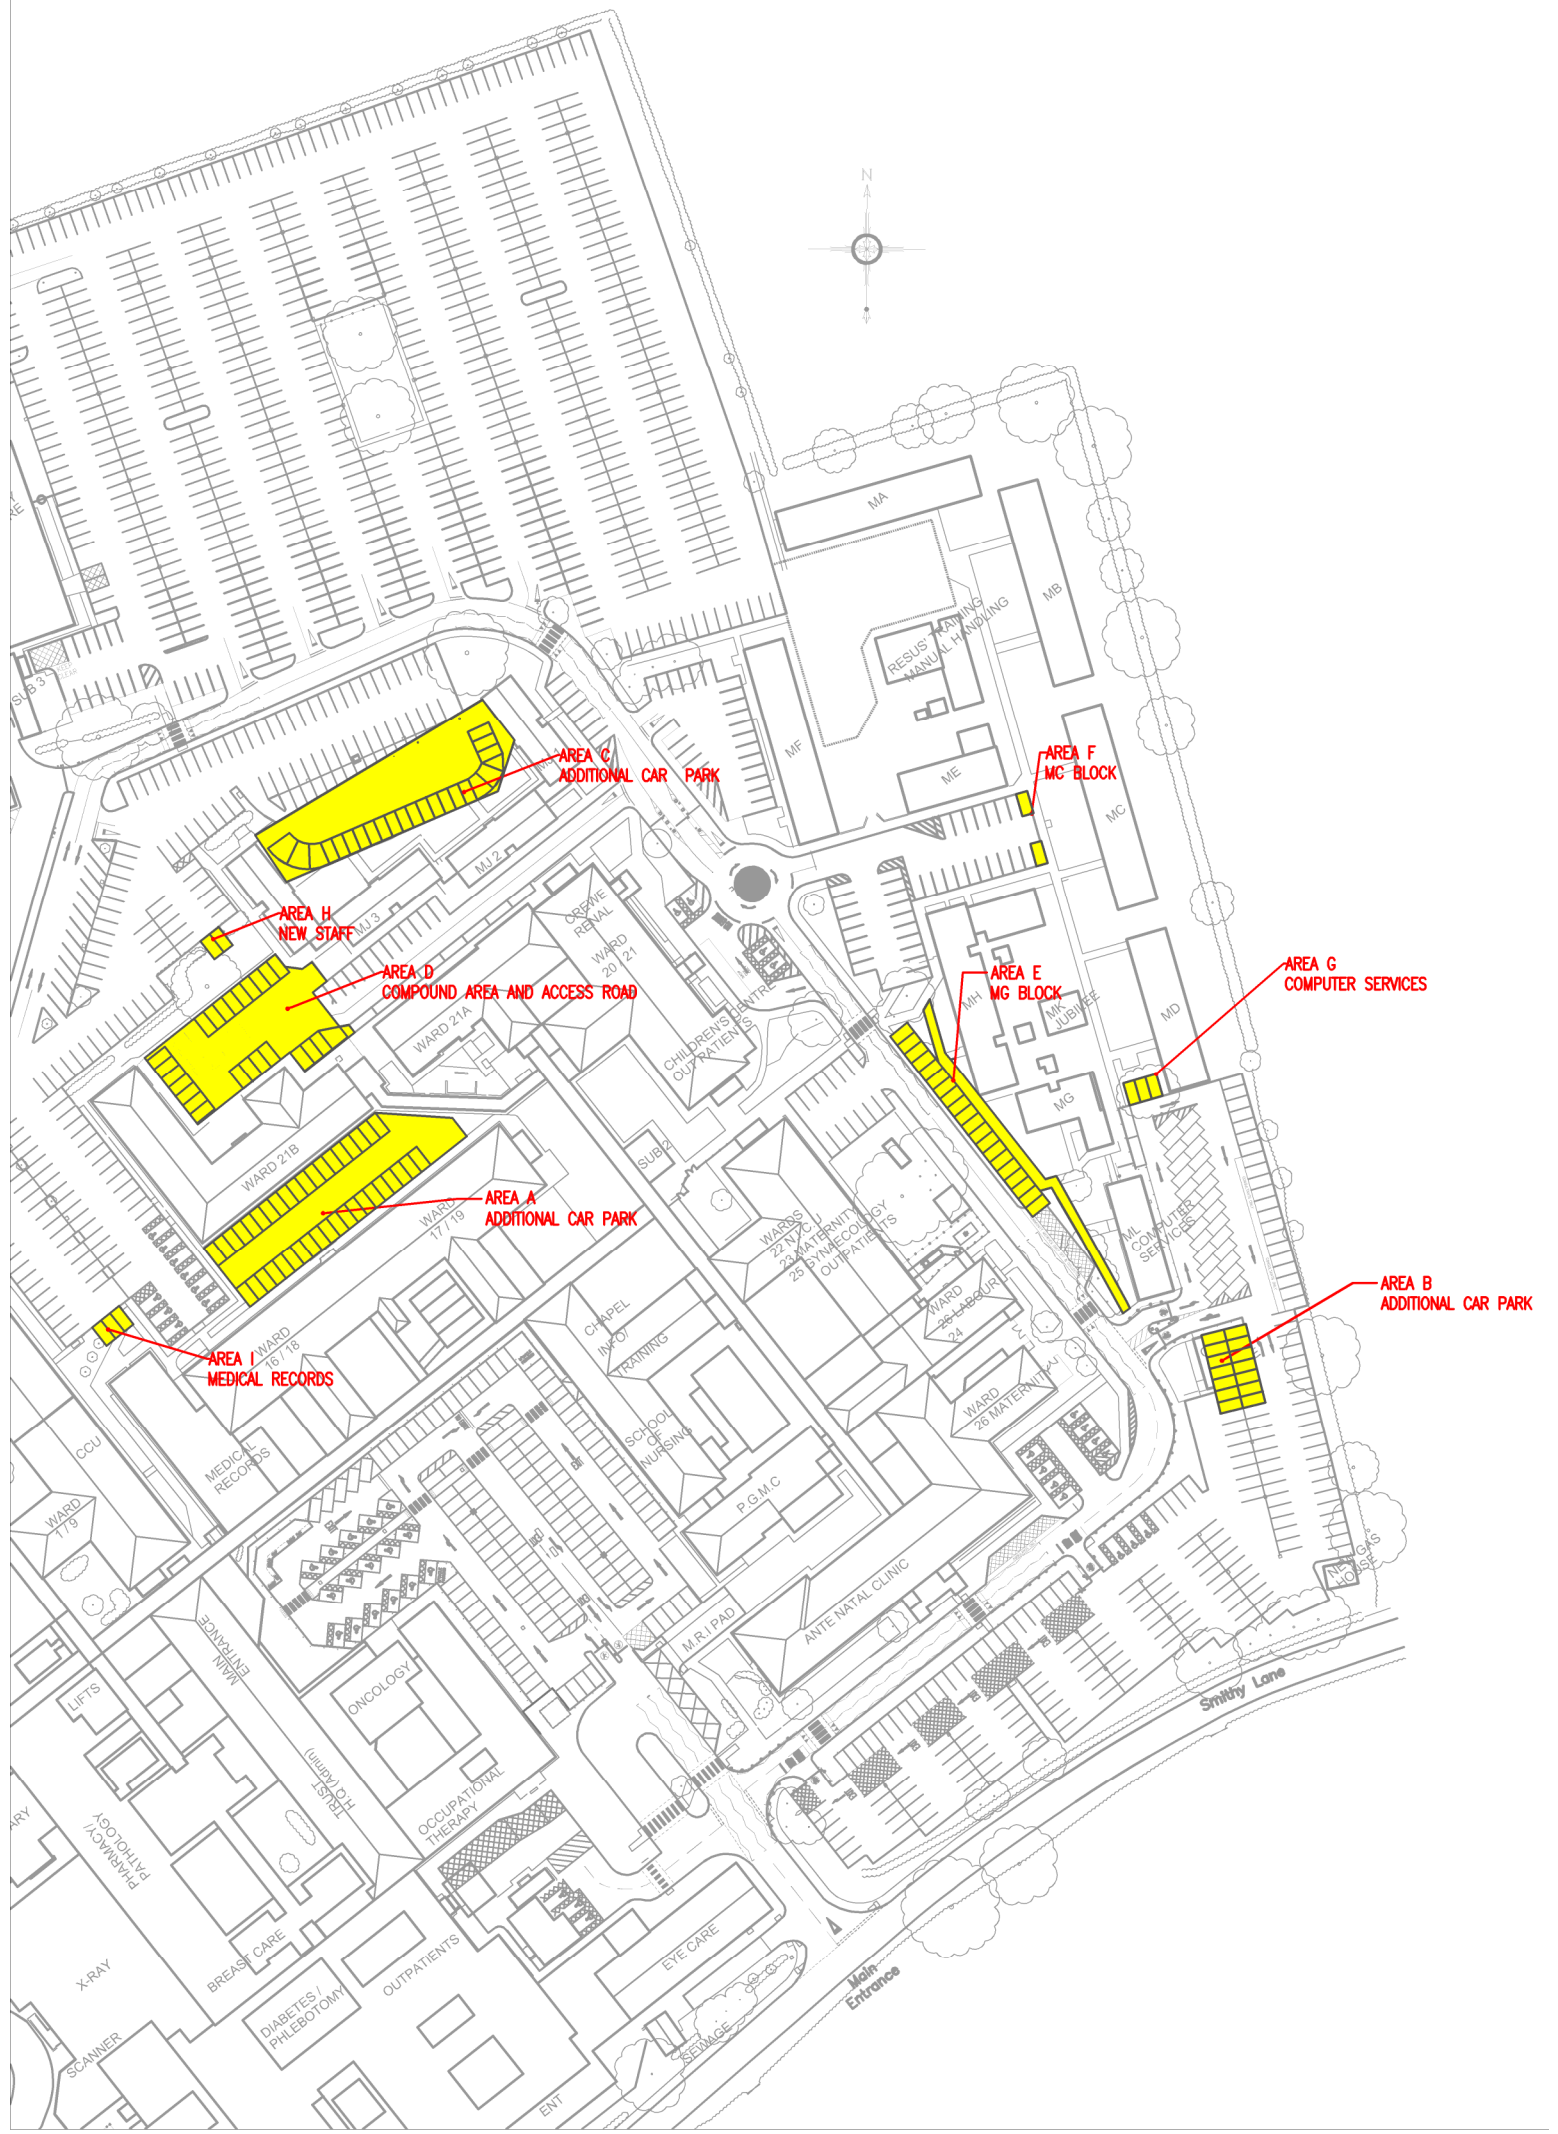 N
MA
MB
RESUS' TRAINING
MANUAL HANDLING
SUB 3
MF
ME
MC
AREA F
MC BLOCK
AREA C
ADDITIONAL CAR PARK
MJ 1
MJ 2
MJ 3
CREWE
RENAL
WARD
20 / 21
AREA H
NEW STAFF
AREA D
COMPOUND AREA AND ACCESS ROAD
AREA E
MG BLOCK
AREA G
COMPUTER SERVICES
MH
MK
JUBILEE
MD
WARD 21A
CHILDREN'S CENTRE
OUTPATIENTS
MG
SUB 2
WARD 21B
AREA A
ADDITIONAL CAR PARK
WARD
17 / 19
WARDS
22 N.I.C.U
23 MATERNITY
25 GYNAECOLOGY
OUTPATIENTS
ML
COMPUTER
SERVICES
AREA B
ADDITIONAL CAR PARK
WARD
26 LABOUR
24
CHAPEL
INFO/
TRAINING
WARD
16 / 18
AREA I
MEDICAL RECORDS
WARD
26 MATERNITY
CCU
MEDICAL
RECORDS
SCHOOL
OF
NURSING
P.G.M.C
WARD
1 / 9
NEW GAS
HOUSE
ANTE NATAL CLINIC
M.R.I PAD
MAIN
ENTRANCE
ONCOLOGY
LIFTS
Smithy Lane
TRUST
H.Q(Admin)
OCCUPATIONAL
THERAPY
PHARMACY/
PATHOLOGY
EYE CARE
BREAST CARE
OUTPATIENTS
X-RAY
Main
Entrance
DIABETES /
PHLEBOTOMY
SCANNER
SEWAGE
ENT